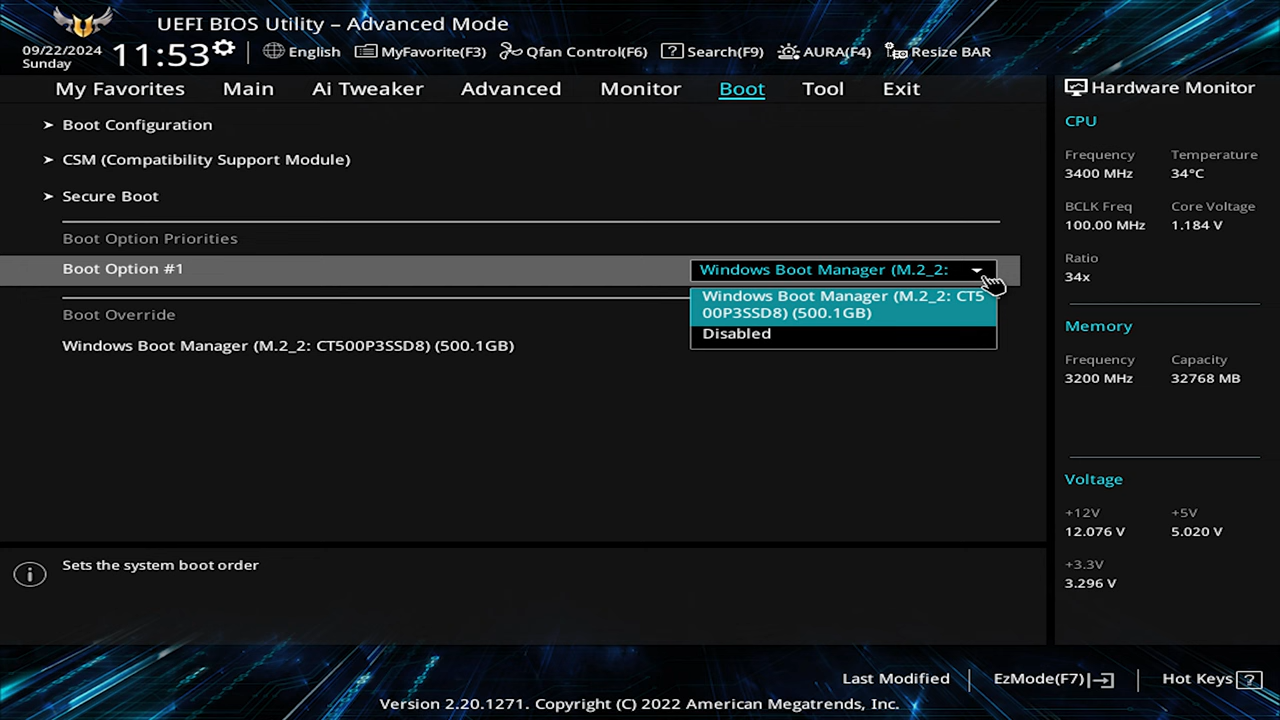 UEFI BIOS Utility – Advanced Mode
09/22/2024
Sunday
11:53
English
MyFavorite(F3)
Qfan Control(F6)
? Search(F9)
AURA(F4)
Resize BAR
My Favorites
Main
Ai Tweaker
Advanced
Monitor
Boot
Tool
Exit
Boot Configuration
CSM (Compatibility Support Module)
Secure Boot
Boot Option Priorities
Boot Option #1
Windows Boot Manager (M.2_2:
Windows Boot Manager (M.2_2: CT5
00P3SSD8) (500.1GB)
Disabled
Boot Override
Windows Boot Manager (M.2_2: CT500P3SSD8) (500.1GB)
Hardware Monitor
CPU
Frequency Temperature
3400 MHz 34°C
BCLK Freq Core Voltage
100.00 MHz 1.184 V
Ratio
34x
Memory
Frequency Capacity
3200 MHz 32768 MB
Voltage
+12V +5V
12.076 V 5.020 V
+3.3V
3.296 V
i Sets the system boot order
Last Modified
EzMode(F7)
Hot Keys ?
Version 2.20.1271. Copyright (C) 2022 American Megatrends, Inc.